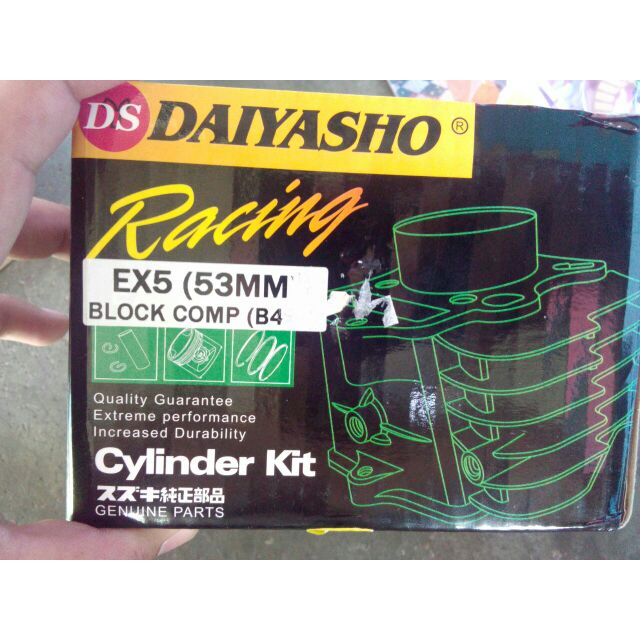 DS DAIYASHO ®
Racing
EX5 (53MM
BLOCK COMP (B4
Quality Guarantee
Extreme performance
Increased Durability
Cylinder Kit
スズキ純正部品
GENUINE PARTS